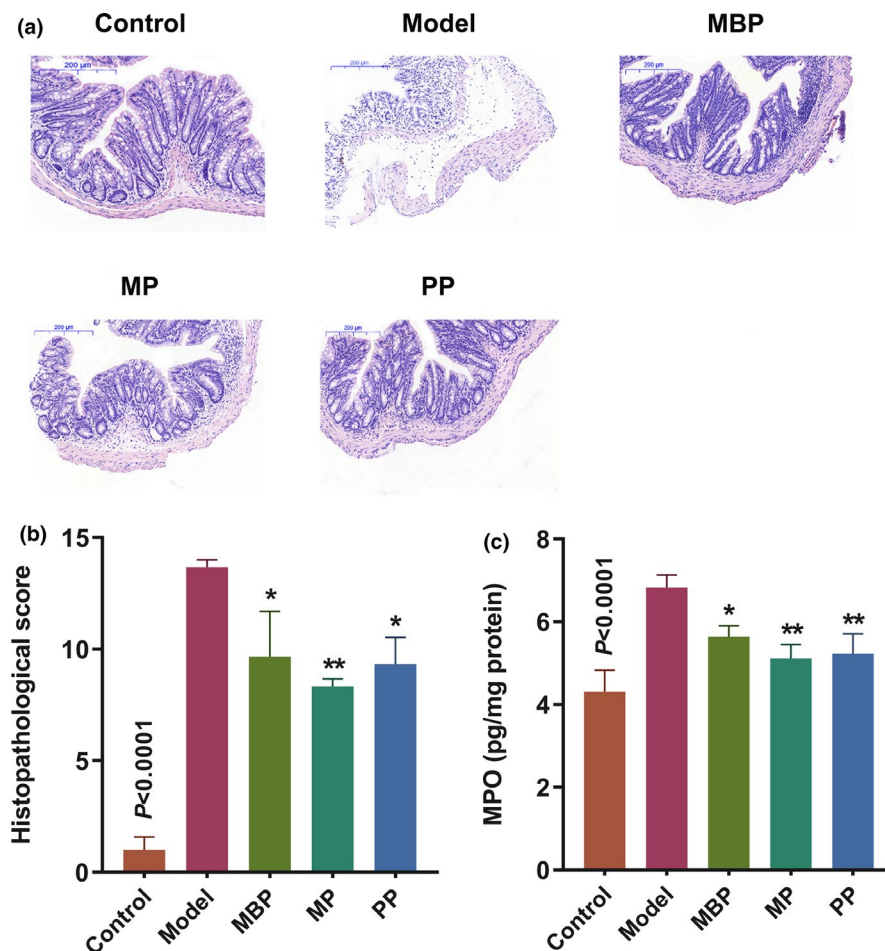 (a)
Control
Model
MBP
200 µm
200 µm
200 µm
MP
PP
200 µm
200 µm
(b)
Histopathological score
15
10
5
0
P<0.0001
*
**
*
Control
Model
MBP
MP
PP
(c)
MPO (pg/mg protein)
8
6
4
2
0
P<0.0001
*
**
**
Control
Model
MBP
MP
PP